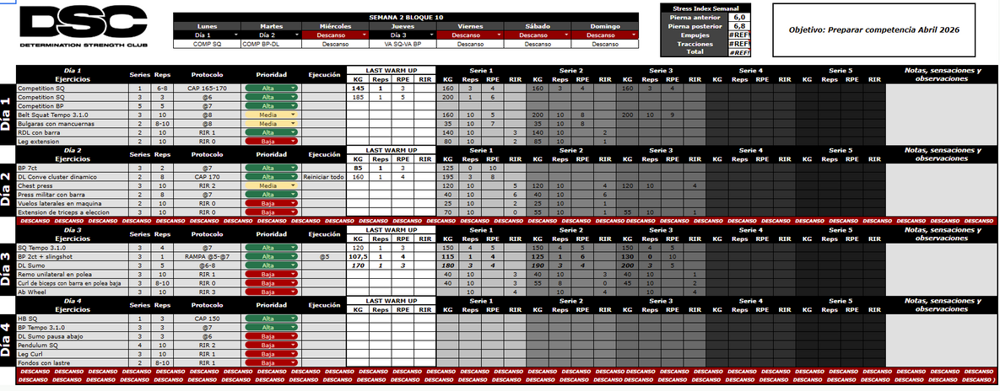 DSC
DETERMINATION STRENGTH CLUB
SEMANA 2 BLOQUE 10
Lunes Martes Miércoles Jueves Viernes Sábado Domingo
Día 1 Día 2 Descanso Día 3 Descanso Descanso Descanso
COMP SQ COMP BP-DL Descanso VA SQ-VA BP Descanso Descanso Descanso
Stress Index Semanal
Pierna anterior 6,0
Pierna posterior 6,8
Empujes #REF!
Tracciones #REF!
Total #REF!
Objetivo: Preparar competencia Abril 2026
Día 1
Día 1 Series Reps Protocolo Prioridad Ejecución LAST WARM UP Serie 1 Serie 2 Serie 3 Serie 4 Serie 5 Notas, sensaciones y observaciones
Ejercicios KG Reps RPE RIR KG Reps RPE RIR KG Reps RPE RIR KG Reps RPE RIR KG Reps RPE RIR KG Reps RPE RIR
Competition SQ 1 6-8 CAP 165-170 Alta 145 1 3 160 3 4 160 3 4 160 3 4
Competition SQ 3 3 @6 Alta 185 1 5 200 1 6
Competition BP 5 5 @7 Alta
Belt Squat Tempo 3.1.0 3 10 @8 Media 160 10 5 200 10 8 200 10 9
Bulgaras con mancuernas 2 8-10 @8 Media 35 10 7 35 10 8
RDL con barra 2 10 RIR 1 Alta 140 10 3 140 10 2
Leg extension 2 10 RIR 0 Baja 80 10 2 85 10 1
Día 2
Día 2 Series Reps Protocolo Prioridad Ejecución LAST WARM UP Serie 1 Serie 2 Serie 3 Serie 4 Serie 5 Notas, sensaciones y observaciones
Ejercicios KG Reps RPE RIR KG Reps RPE RIR KG Reps RPE RIR KG Reps RPE RIR KG Reps RPE RIR KG Reps RPE RIR
BP 7ct 3 2 @7 Alta 85 1 3 125 0 10
DL Conve cluster dinamico 2 8 CAP 170 Alta Reiniciar todo 160 1 4 195 3 8
Chest press 3 10 RIR 2 Media 120 10 5 120 10 4 120 10 4
Press militar con barra 2 8 @7 Alta 40 10 6 40 10 6
Vuelos laterales en maquina 2 10 RIR 0 Baja 25 10 2 25 10 1
Extension de triceps a eleccion 3 10 RIR 0 Baja 70 10 0 55 10 1 55 10 1
DESCANSO DESCANSO DESCANSO DESCANSO DESCANSO DESCANSO DESCANSO DESCANSO DESCANSO DESCANSO DESCANSO DESCANSO DESCANSO DESCANSO DESCANSO DESCANSO DESCANSO DESCANSO DESCANSO DESCANSO DESCANSO DESCANSO DESCANSO DESCANSO DESCANSO DESCANSO DESCANSO DESCANSO DESCANSO
Día 3
Día 3 Series Reps Protocolo Prioridad Ejecución LAST WARM UP Serie 1 Serie 2 Serie 3 Serie 4 Serie 5 Notas, sensaciones y observaciones
Ejercicios KG Reps RPE RIR KG Reps RPE RIR KG Reps RPE RIR KG Reps RPE RIR KG Reps RPE RIR KG Reps RPE RIR
SQ Tempo 3.1.0 3 4 @7 Alta 120 1 3 150 4 5 150 4 5 150 4 5
BP 2ct + slingshot 3 1 RAMPA @5-@7 Alta @5 107,5 1 4 115 1 4 125 1 6 130 0 10
DL Sumo 3 5 @6-8 Alta 170 1 3 180 3 4 190 3 4 200 3 5
Remo unilateral en polea 3 10 RIR 1 Baja 40 10 3 40 10 3 40 10 1
Curl de biceps con barra en polea baja 3 8-10 RIR 0 Baja 40 10 3 55 8 0 45 10 2
Ab Wheel 3 10 RIR 3 Baja 10 4 10 4 10 4
Día 4
Día 4 Series Reps Protocolo Prioridad Ejecución LAST WARM UP Serie 1 Serie 2 Serie 3 Serie 4 Serie 5 Notas, sensaciones y observaciones
Ejercicios KG Reps RPE RIR KG Reps RPE RIR KG Reps RPE RIR KG Reps RPE RIR KG Reps RPE RIR KG Reps RPE RIR
HB SQ 1 3 CAP 150 Alta
BP Tempo 3.1.0 3 3 @7 Alta
DL Sumo pausa abajo 3 3 @6 Baja
Pendulum SQ 4 10 RIR 2 Baja
Leg Curl 3 10 RIR 1 Baja
Fondos con lastre 2 8-10 RIR 1 Baja
DESCANSO DESCANSO DESCANSO DESCANSO DESCANSO DESCANSO DESCANSO DESCANSO DESCANSO DESCANSO DESCANSO DESCANSO DESCANSO DESCANSO DESCANSO DESCANSO DESCANSO DESCANSO DESCANSO DESCANSO DESCANSO DESCANSO DESCANSO DESCANSO DESCANSO DESCANSO DESCANSO DESCANSO DESCANSO
DESCANSO DESCANSO DESCANSO DESCANSO DESCANSO DESCANSO DESCANSO DESCANSO DESCANSO DESCANSO DESCANSO DESCANSO DESCANSO DESCANSO DESCANSO DESCANSO DESCANSO DESCANSO DESCANSO DESCANSO DESCANSO DESCANSO DESCANSO DESCANSO DESCANSO DESCANSO DESCANSO DESCANSO DESCANSO )